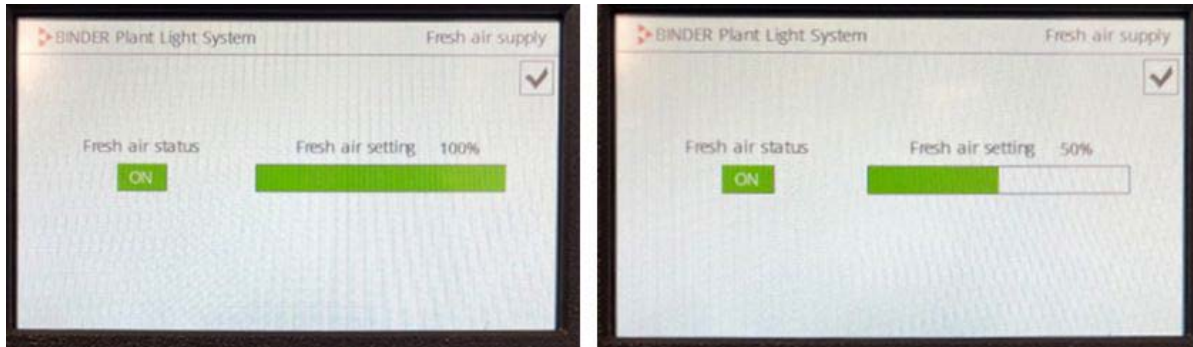 BINDER Plant Light System Fresh air supply
Fresh air status Fresh air setting 100%
ON
BINDER Plant Light System Fresh air supply
Fresh air status Fresh air setting 50%
ON